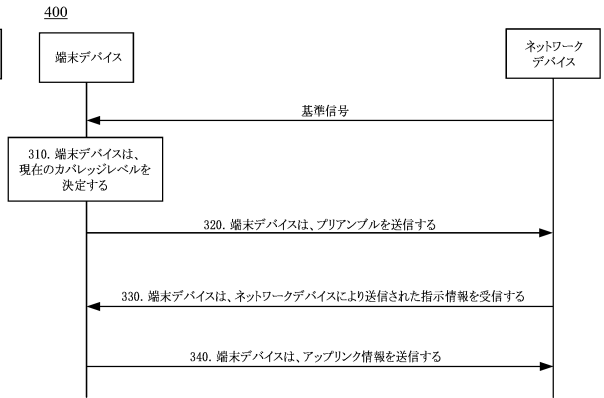 400
端末デバイス
ネットワーク
デバイス
基準信号
310. 端末デバイスは、
現在のカバレッジレベルを
決定する
320. 端末デバイスは、プリアンブルを送信する
330. 端末デバイスは、ネットワークデバイスにより送信された指示情報を受信する
340. 端末デバイスは、アップリンク情報を送信する